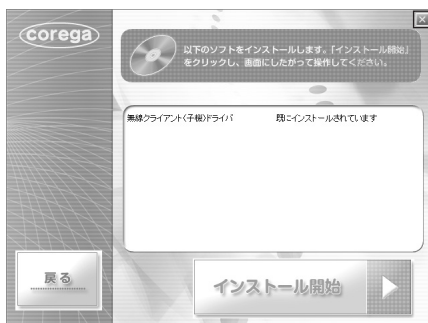 corega
以下のソフトをインストールします。「インストール開始」
をクリックし、画面にしたがって操作してください。
無線クライアント(子機)ドライバ 既にインストールされています
戻る
インストール開始